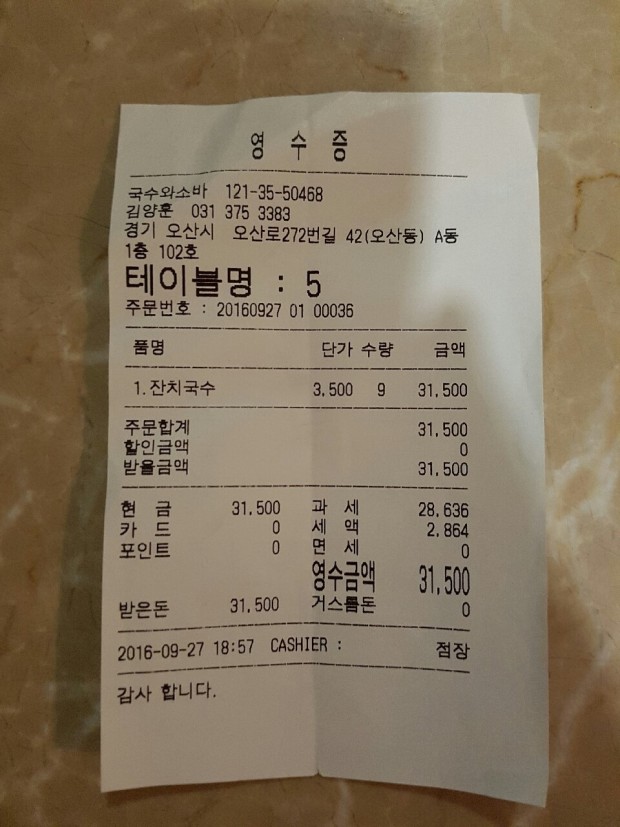 영 수 증
국수와소바 121-35-50468
김양훈 031 375 3383
경기 오산시 오산로272번길 42(오산동) A동
1층 102호
테이블명 : 5
주문번호 : 20160927 01 00036
품명 단가 수량 금액
1.잔치국수 3,500 9 31,500
주문합계 31,500
할인금액 0
받을금액 31,500
현 금 31,500 과 세 28,636
카 드 0 세 액 2,864
포인트 0 면 세 0
영수금액 31,500
받은돈 31,500 거스름돈 0
2016-09-27 18:57 CASHIER : 점장
감사 합니다.